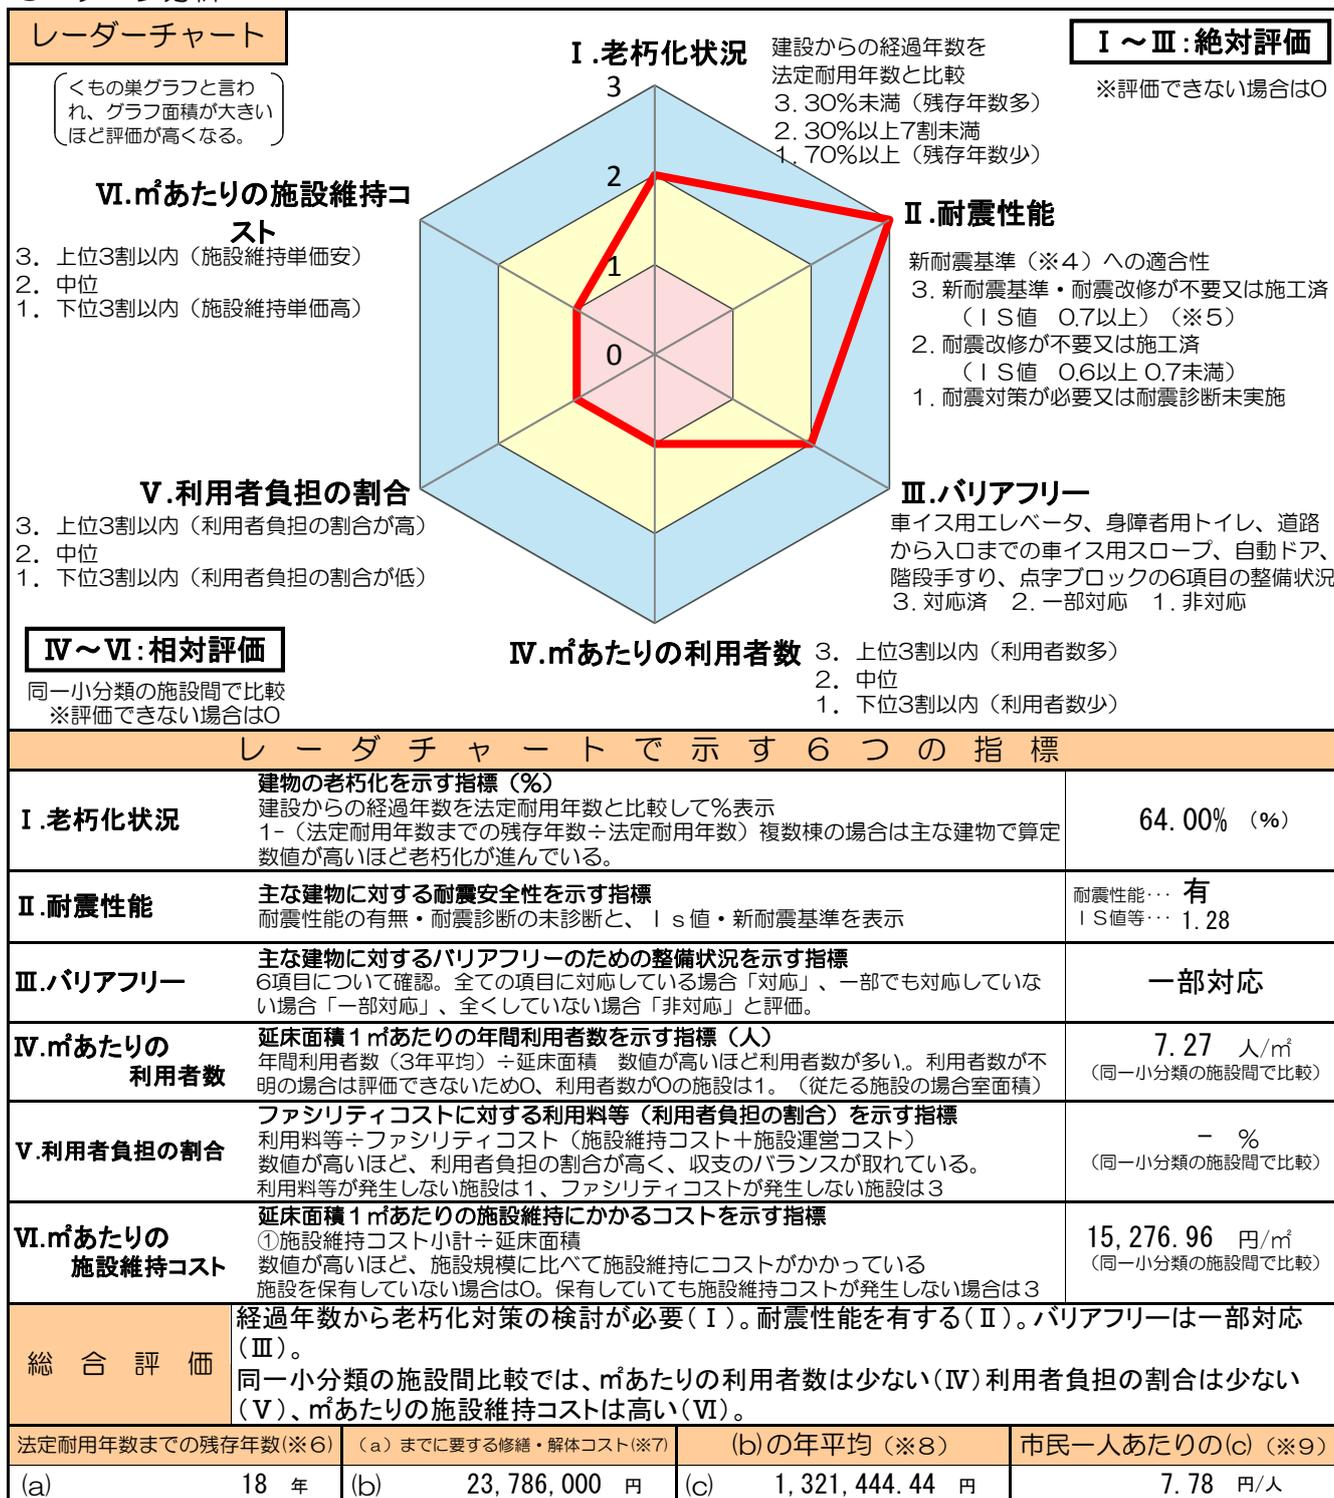 レーダーチャート
くもの巣グラフと言わ
れ、グラフ面積が大きい
ほど評価が高くなる。
Ⅰ.老朽化状況
建設からの経過年数を
法定耐用年数と比較
3. 30%未満（残存年数多）
2. 30%以上7割未満
1. 70%以上（残存年数少）
Ⅰ～Ⅲ：絶対評価
※評価できない場合は0
3
2
1
0
Ⅵ.㎡あたりの施設維持コ
スト
3. 上位3割以内（施設維持単価安）
2. 中位
1. 下位3割以内（施設維持単価高）
Ⅱ.耐震性能
新耐震基準（※4）への適合性
3. 新耐震基準・耐震改修が不要又は施工済
（ＩＳ値　0.7以上）（※5）
2. 耐震改修が不要又は施工済
（ＩＳ値　0.6以上 0.7未満）
1. 耐震対策が必要又は耐震診断未実施
Ⅴ.利用者負担の割合
3. 上位3割以内（利用者負担の割合が高）
2. 中位
1. 下位3割以内（利用者負担の割合が低）
Ⅲ.バリアフリー
車イス用エレベータ、身障者用トイレ、道路
から入口までの車イス用スロープ、自動ドア、
階段手すり、点字ブロックの6項目の整備状況
3. 対応済　2. 一部対応　1. 非対応
Ⅳ～Ⅵ：相対評価
同一小分類の施設間で比較
※評価できない場合は0
Ⅳ.㎡あたりの利用者数
3. 上位3割以内（利用者数多）
2. 中位
1. 下位3割以内（利用者数少）
レーダチャートで示す６つの指標
Ⅰ.老朽化状況
建物の老朽化を示す指標（%）
建設からの経過年数を法定耐用年数と比較して%表示
1-（法定耐用年数までの残存年数÷法定耐用年数）複数棟の場合は主な建物で算定
数値が高いほど老朽化が進んでいる。
64.00% （%）
Ⅱ.耐震性能
主な建物に対する耐震安全性を示す指標
耐震性能の有無・耐震診断の未診断と、Ｉｓ値・新耐震基準を表示
耐震性能･･･ 有
ＩＳ値等･･･ 1.28
Ⅲ.バリアフリー
主な建物に対するバリアフリーのための整備状況を示す指標
6項目について確認。全ての項目に対応している場合「対応」、一部でも対応していな
い場合「一部対応」、全くしていない場合「非対応」と評価。
一部対応
Ⅳ.㎡あたりの
利用者数
延床面積１㎡あたりの年間利用者数を示す指標（人）
年間利用者数（3年平均）÷延床面積　数値が高いほど利用者数が多い。利用者数が不
明の場合は評価できないため0、利用者数が0の施設は1。（従たる施設の場合室面積）
7.27 人/㎡
（同一小分類の施設間で比較）
Ⅴ.利用者負担の割合
ファシリティコストに対する利用料等（利用者負担の割合）を示す指標
利用料等÷ファシリティコスト（施設維持コスト＋施設運営コスト）
数値が高いほど、利用者負担の割合が高く、収支のバランスが取れている。
利用料等が発生しない施設は１、ファシリティコストが発生しない施設は３
- %
（同一小分類の施設間で比較）
Ⅵ.㎡あたりの
施設維持コスト
延床面積１㎡あたりの施設維持にかかるコストを示す指標
①施設維持コスト小計÷延床面積
数値が高いほど、施設規模に比べて施設維持にコストがかかっている
施設を保有していない場合は0。保有していても施設維持コストが発生しない場合は３
15,276.96 円/㎡
（同一小分類の施設間で比較）
総合評価
経過年数から老朽化対策の検討が必要（Ⅰ）。耐震性能を有する（Ⅱ）。バリアフリーは一部対応
（Ⅲ）。
同一小分類の施設間比較では、㎡あたりの利用者数は少ない（Ⅳ）利用者負担の割合は少ない
（Ⅴ）、㎡あたりの施設維持コストは高い（Ⅵ）。
法定耐用年数までの残存年数(※6)
（a）までに要する修繕・解体コスト(※7)
(b)の年平均（※8）
市民一人あたりの(c)（※9）
(a) 18 年
(b) 23,786,000 円
(c) 1,321,444.44 円
7.78 円/人